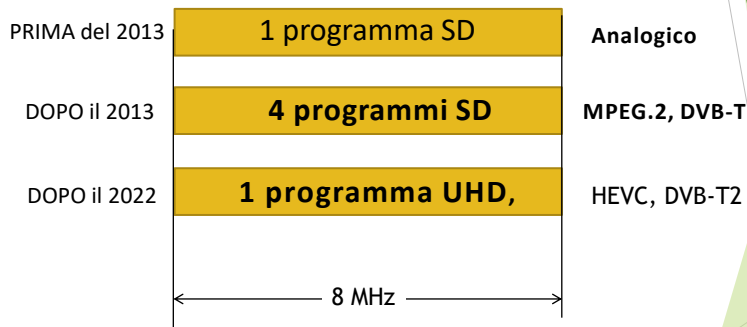 PRIMA del 2013 1 programma SD Analogico
DOPO il 2013 4 programmi SD MPEG.2, DVB-T
DOPO il 2022 1 programma UHD, HEVC, DVB-T2
8 MHz